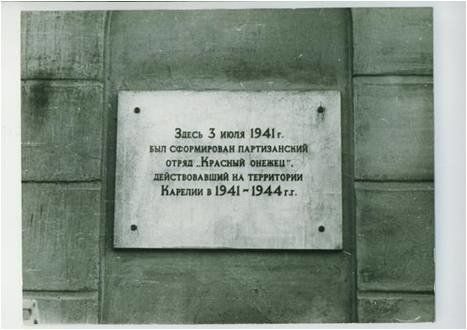 Здесь 3 июля 1941 г.
был сформирован партизанский
отряд „Красный онежец",
действовавший на территории
Карелии в 1941-1944 г.г.